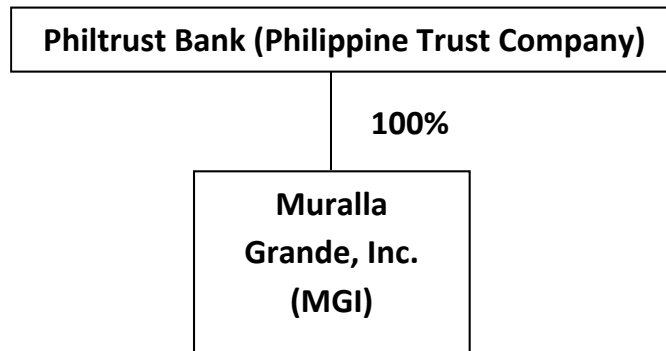 Philtrust Bank (Philippine Trust Company)
100%
Muralla
Grande, Inc.
(MGI)